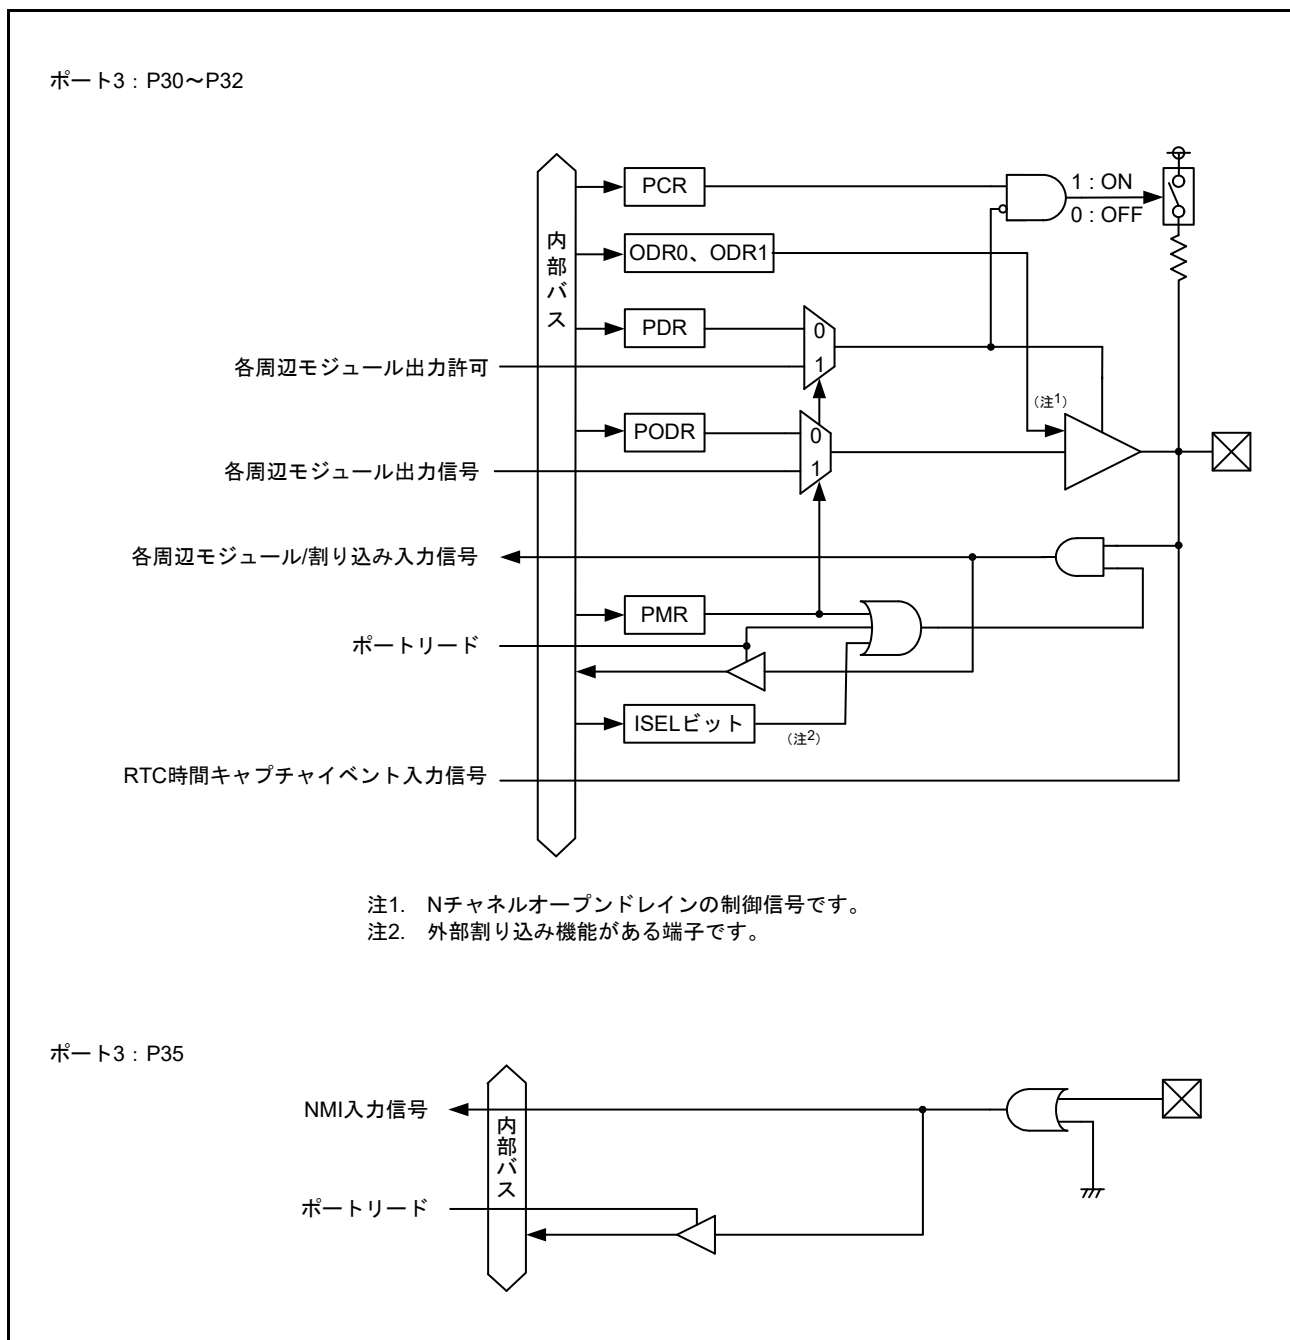 ポート3：P30～P32
PCR
1 : ON
0 : OFF
内部バス
ODR0、ODR1
PDR
0
1
各周辺モジュール出力許可
（注1）
PODR
0
1
各周辺モジュール出力信号
各周辺モジュール/割り込み入力信号
PMR
ポートリード
ISELビット
（注2）
RTC時間キャプチャイベント入力信号
注1. Nチャネルオープンドレインの制御信号です。
注2. 外部割り込み機能がある端子です。
ポート3：P35
NMI入力信号
内部バス
ポートリード